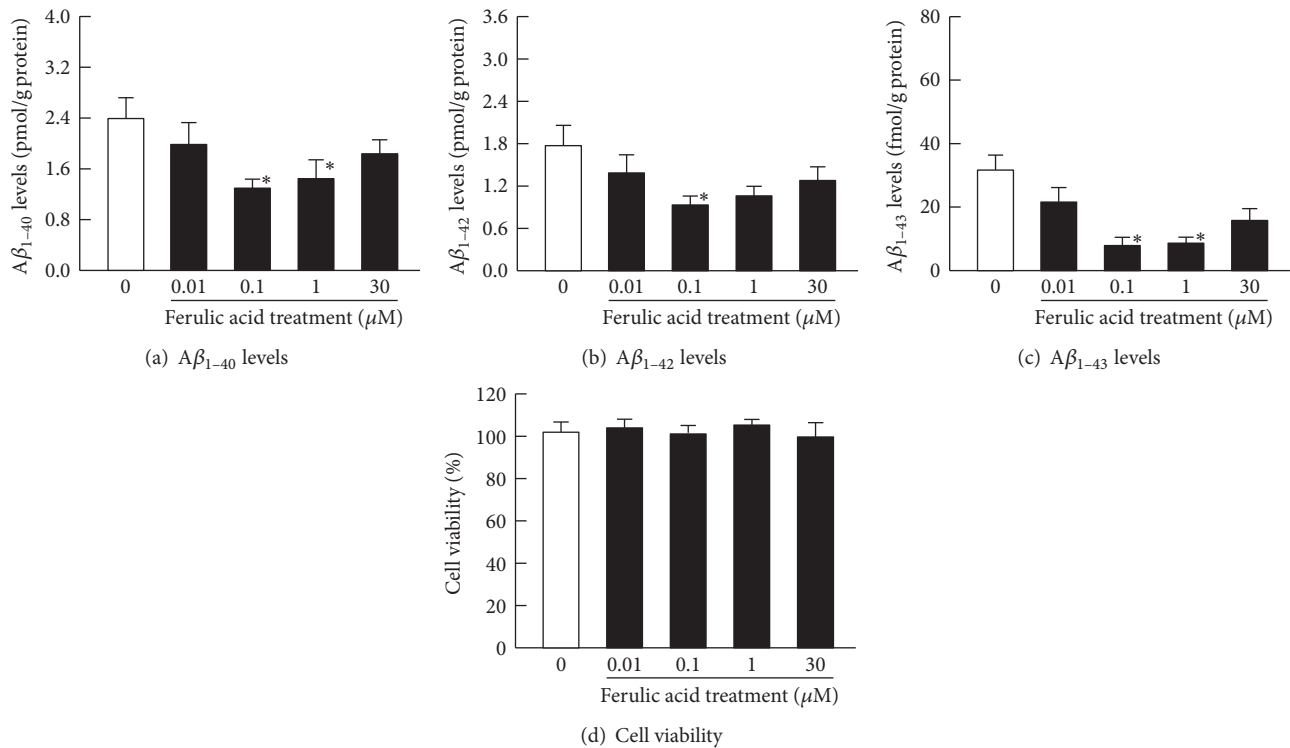 Aβ1–40 levels (pmol/g protein)
4.0
3.2
2.4
1.6
0.8
0.0
*
*
0 0.01 0.1 1 30
Ferulic acid treatment (μM)
(a) Aβ1–40 levels
Aβ1–42 levels (pmol/g protein)
3.6
3.0
2.4
1.8
1.2
0.6
0.0
*
0 0.01 0.1 1 30
Ferulic acid treatment (μM)
(b) Aβ1–42 levels
Aβ1–43 levels (fmol/g protein)
80
60
40
20
0
*
*
0 0.01 0.1 1 30
Ferulic acid treatment (μM)
(c) Aβ1–43 levels
Cell viability (%)
120
100
80
60
40
20
0
0 0.01 0.1 1 30
Ferulic acid treatment (μM)
(d) Cell viability